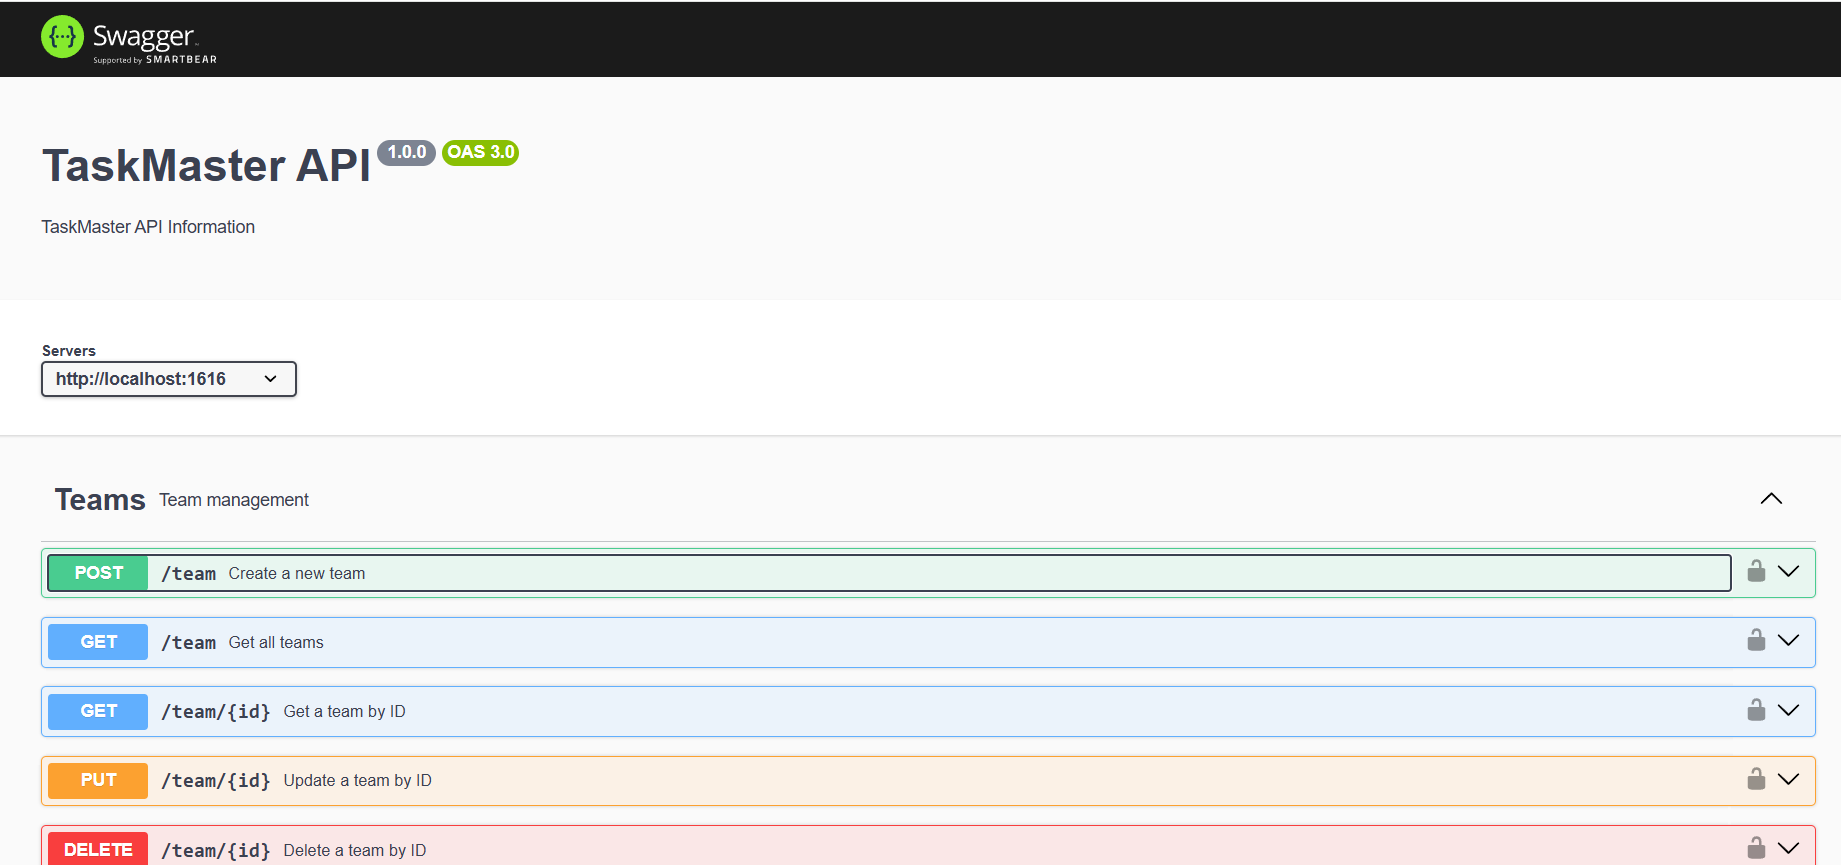 Swagger
Supported by SMARTBEAR
TaskMaster API 1.0.0 OAS 3.0
TaskMaster API Information
Servers
http://localhost:1616
Teams Team management
POST /team Create a new team
GET /team Get all teams
GET /team/{id} Get a team by ID
PUT /team/{id} Update a team by ID
DELETE /team/{id} Delete a team by ID